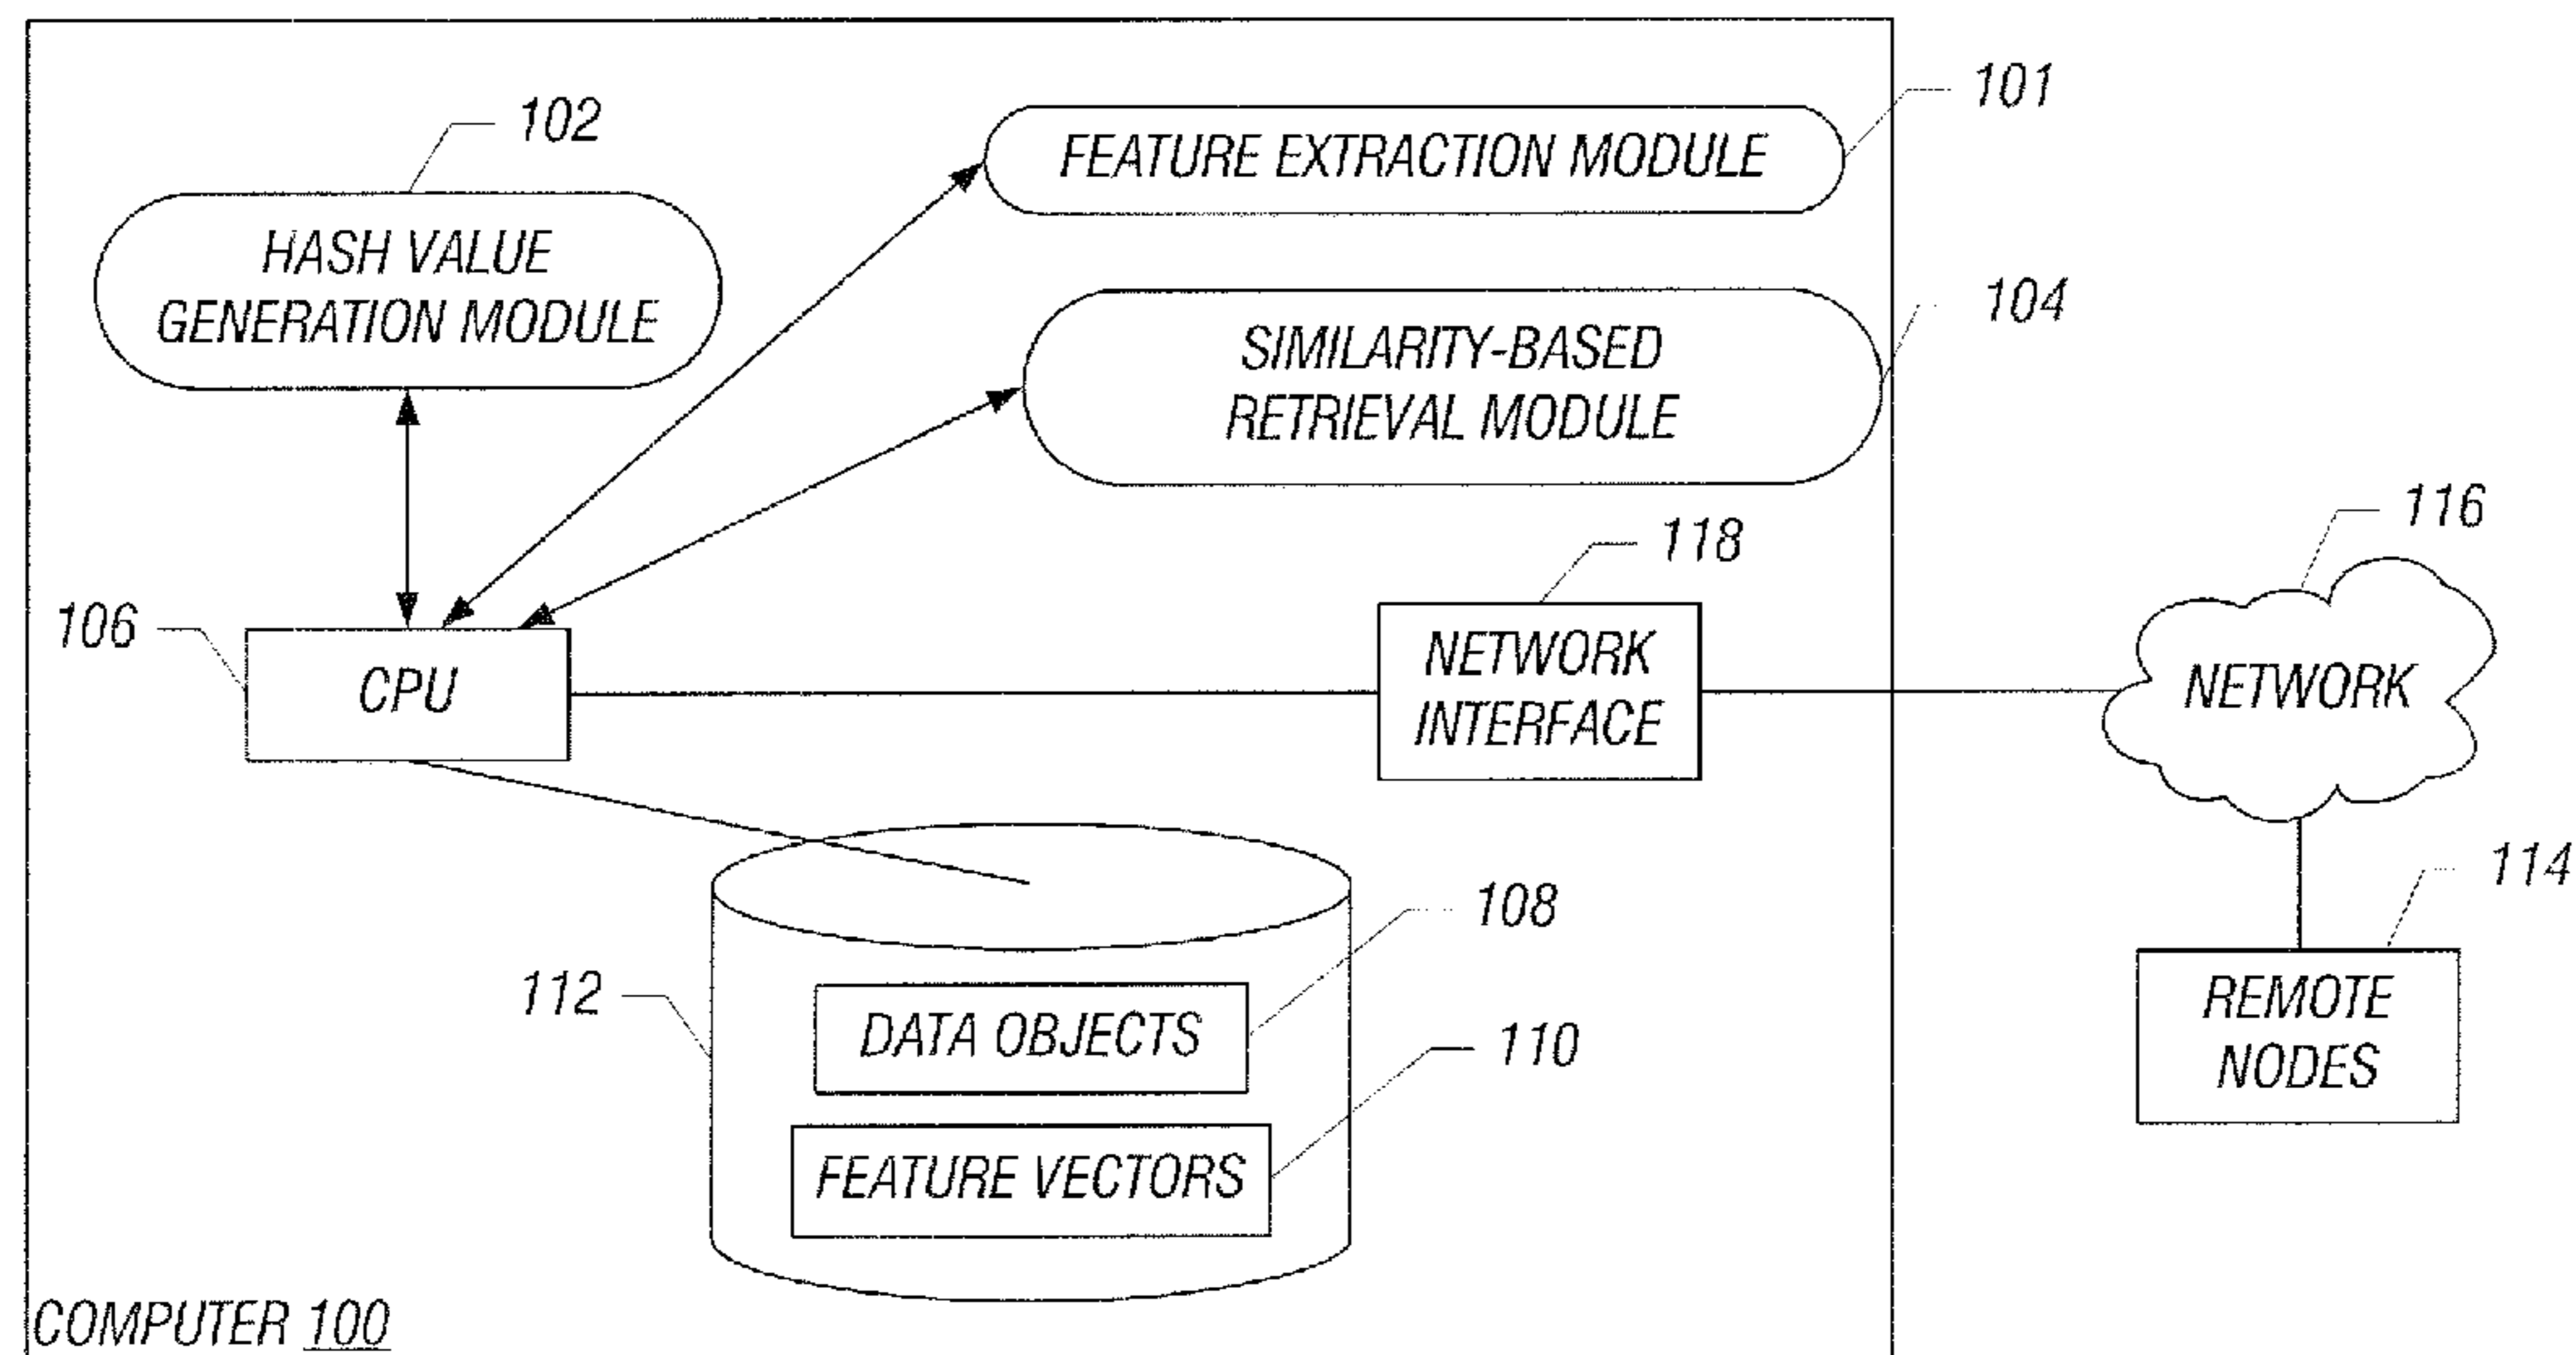 101
102
FEATURE EXTRACTION MODULE
HASH VALUE
GENERATION MODULE
104
SIMILARITY-BASED
RETRIEVAL MODULE
116
118
106
CPU
NETWORK
INTERFACE
NETWORK
114
108
112
DATA OBJECTS
REMOTE
NODES
110
FEATURE VECTORS
COMPUTER 100